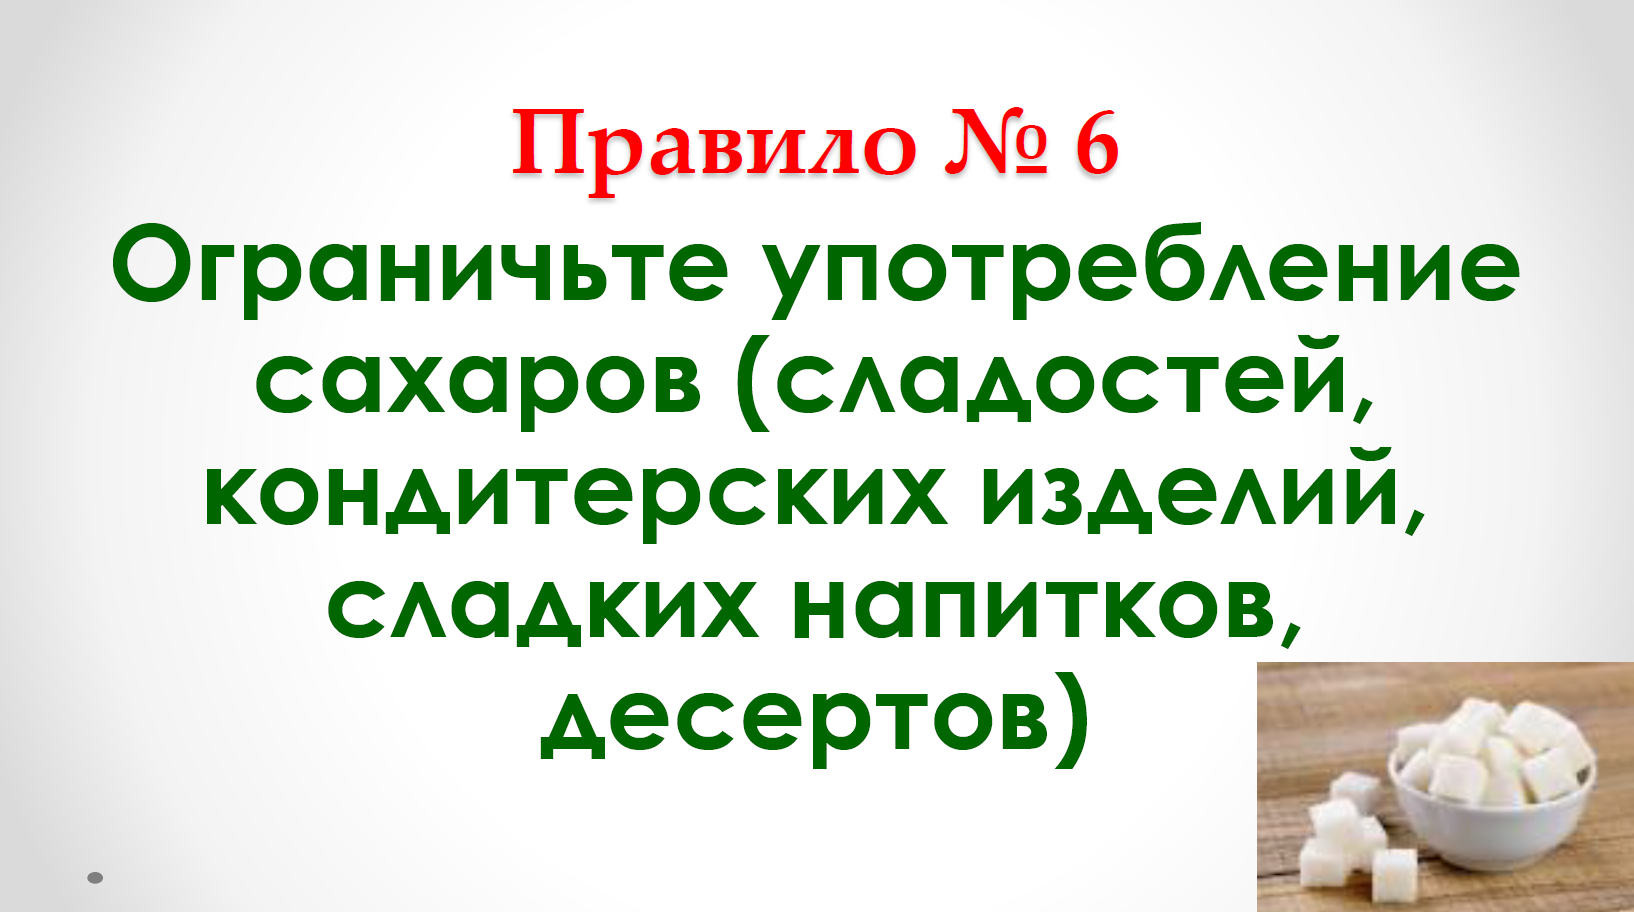 Правило № 6
Ограничьте употребление
сахаров (сладостей,
кондитерских изделий,
сладких напитков,
десертов)